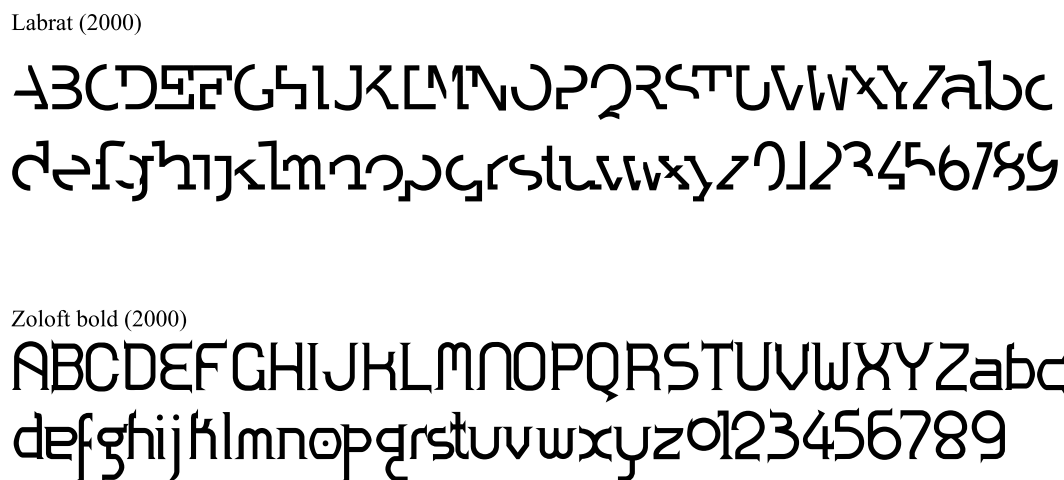 Labrat (2000)
ABCDEFGHIJKLMNOPQRSTUVWXYZabc
defghijklmnopqrstuvwxyz0123456789
Zoloft bold (2000)
ABCDEFGHIJKLMNOPQRSTUVWXYZabc
defghijklmnopqrstuvwxyz0123456789